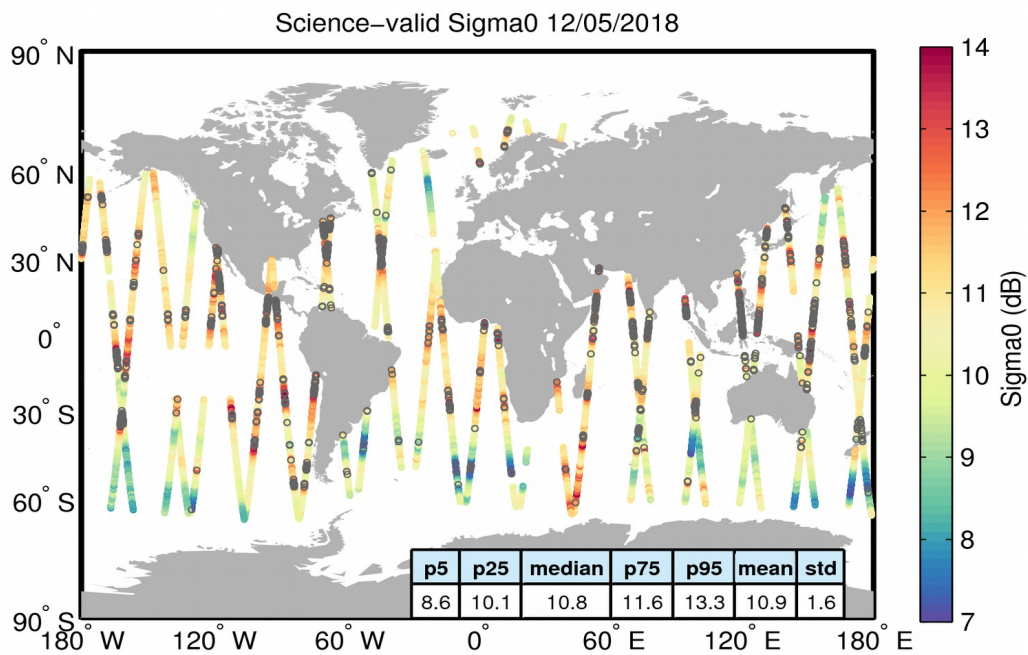 Science−valid Sigma0 12/05/2018
90° N
60° N
30° N
0°
30° S
60° S
90° S
180° W
120° W
60° W
0°
60° E
120° E
180° E
p5 p25 median p75 p95 mean std
8.6 10.1 10.8 11.6 13.3 10.9 1.6
14
13
12
11
10
9
8
7
Sigma0 (dB)